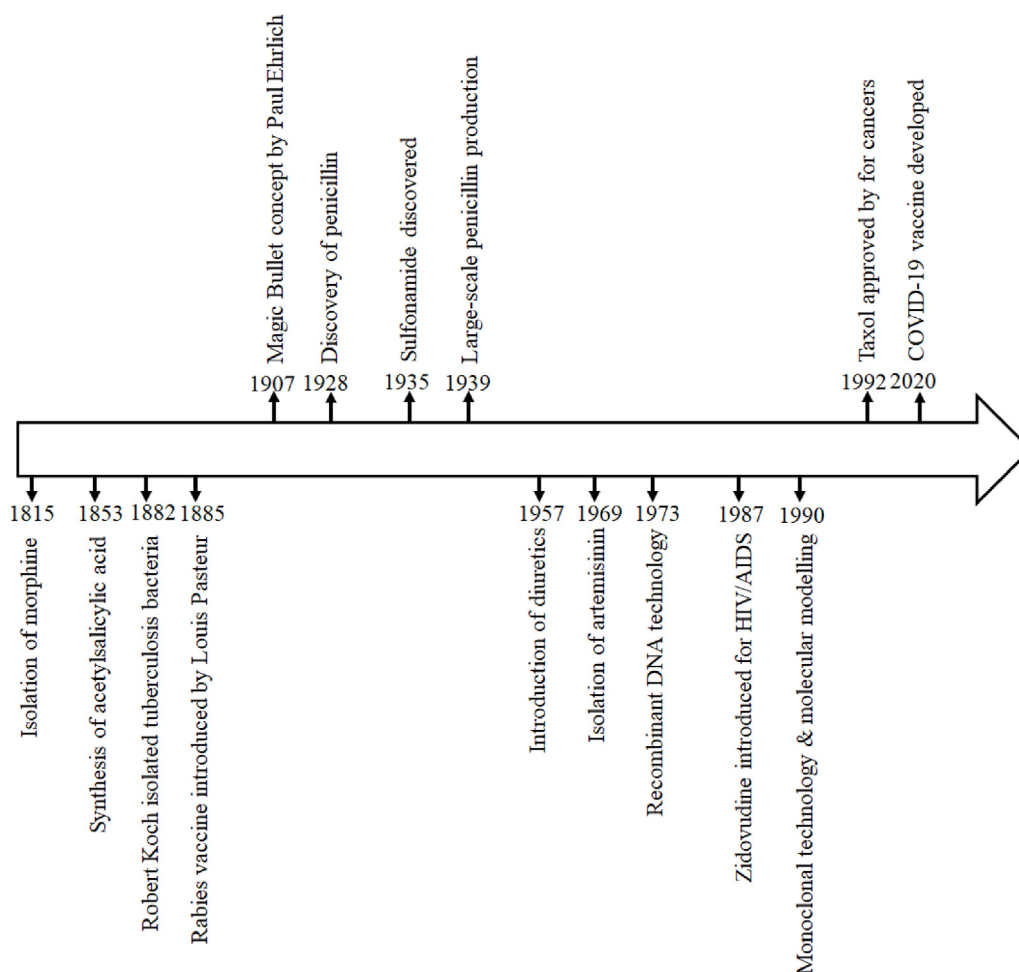 1907 Magic Bullet concept by Paul Ehrlich
1928 Discovery of penicillin
1935 Sulfonamide discovered
1939 Large-scale penicillin production
1992 Taxol approved by for cancers
2020 COVID-19 vaccine developed
1815 Isolation of morphine
1853 Synthesis of acetylsalicylic acid
1882 Robert Koch isolated tuberculosis bacteria
1885 Rabies vaccine introduced by Louis Pasteur
1957 Introduction of diuretics
1969 Isolation of artemisinin
1973 Recombinant DNA technology
1987 Zidovudine introduced for HIV/AIDS
1990 Monoclonal technology & molecular modelling